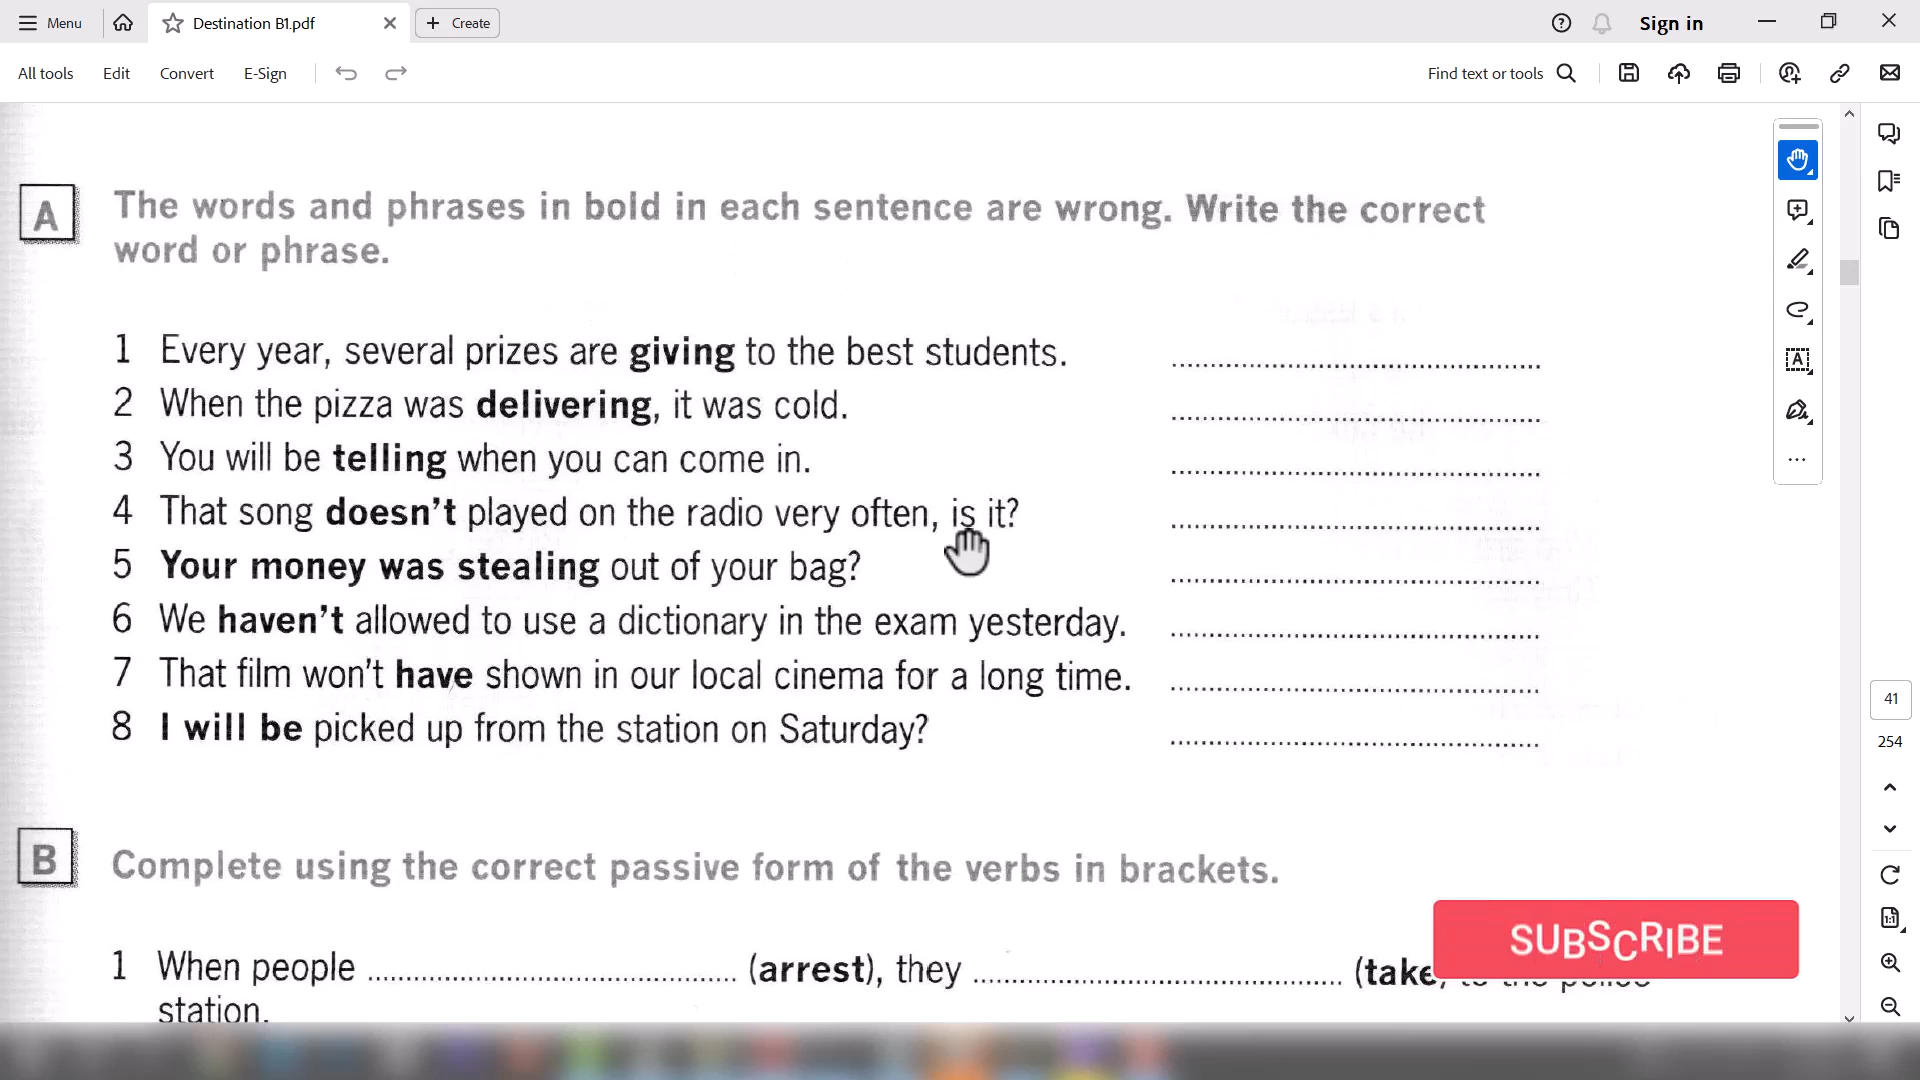 Menu
Destination B1.pdf
Create
Sign in
All tools
Edit
Convert
E-Sign
Find text or tools
A
The words and phrases in bold in each sentence are wrong. Write the correct
word or phrase.
1 Every year, several prizes are giving to the best students. ........................
2 When the pizza was delivering, it was cold. ........................
3 You will be telling when you can come in. ........................
4 That song doesn't played on the radio very often, is it? ........................
5 Your money was stealing out of your bag? ........................
6 We haven't allowed to use a dictionary in the exam yesterday. ........................
7 That film won't have shown in our local cinema for a long time. ........................
8 I will be picked up from the station on Saturday? ........................
41
254
B
Complete using the correct passive form of the verbs in brackets.
SUBSCRIBE
1 When people ........................ (arrest), they ........................ (take) to the police
station.